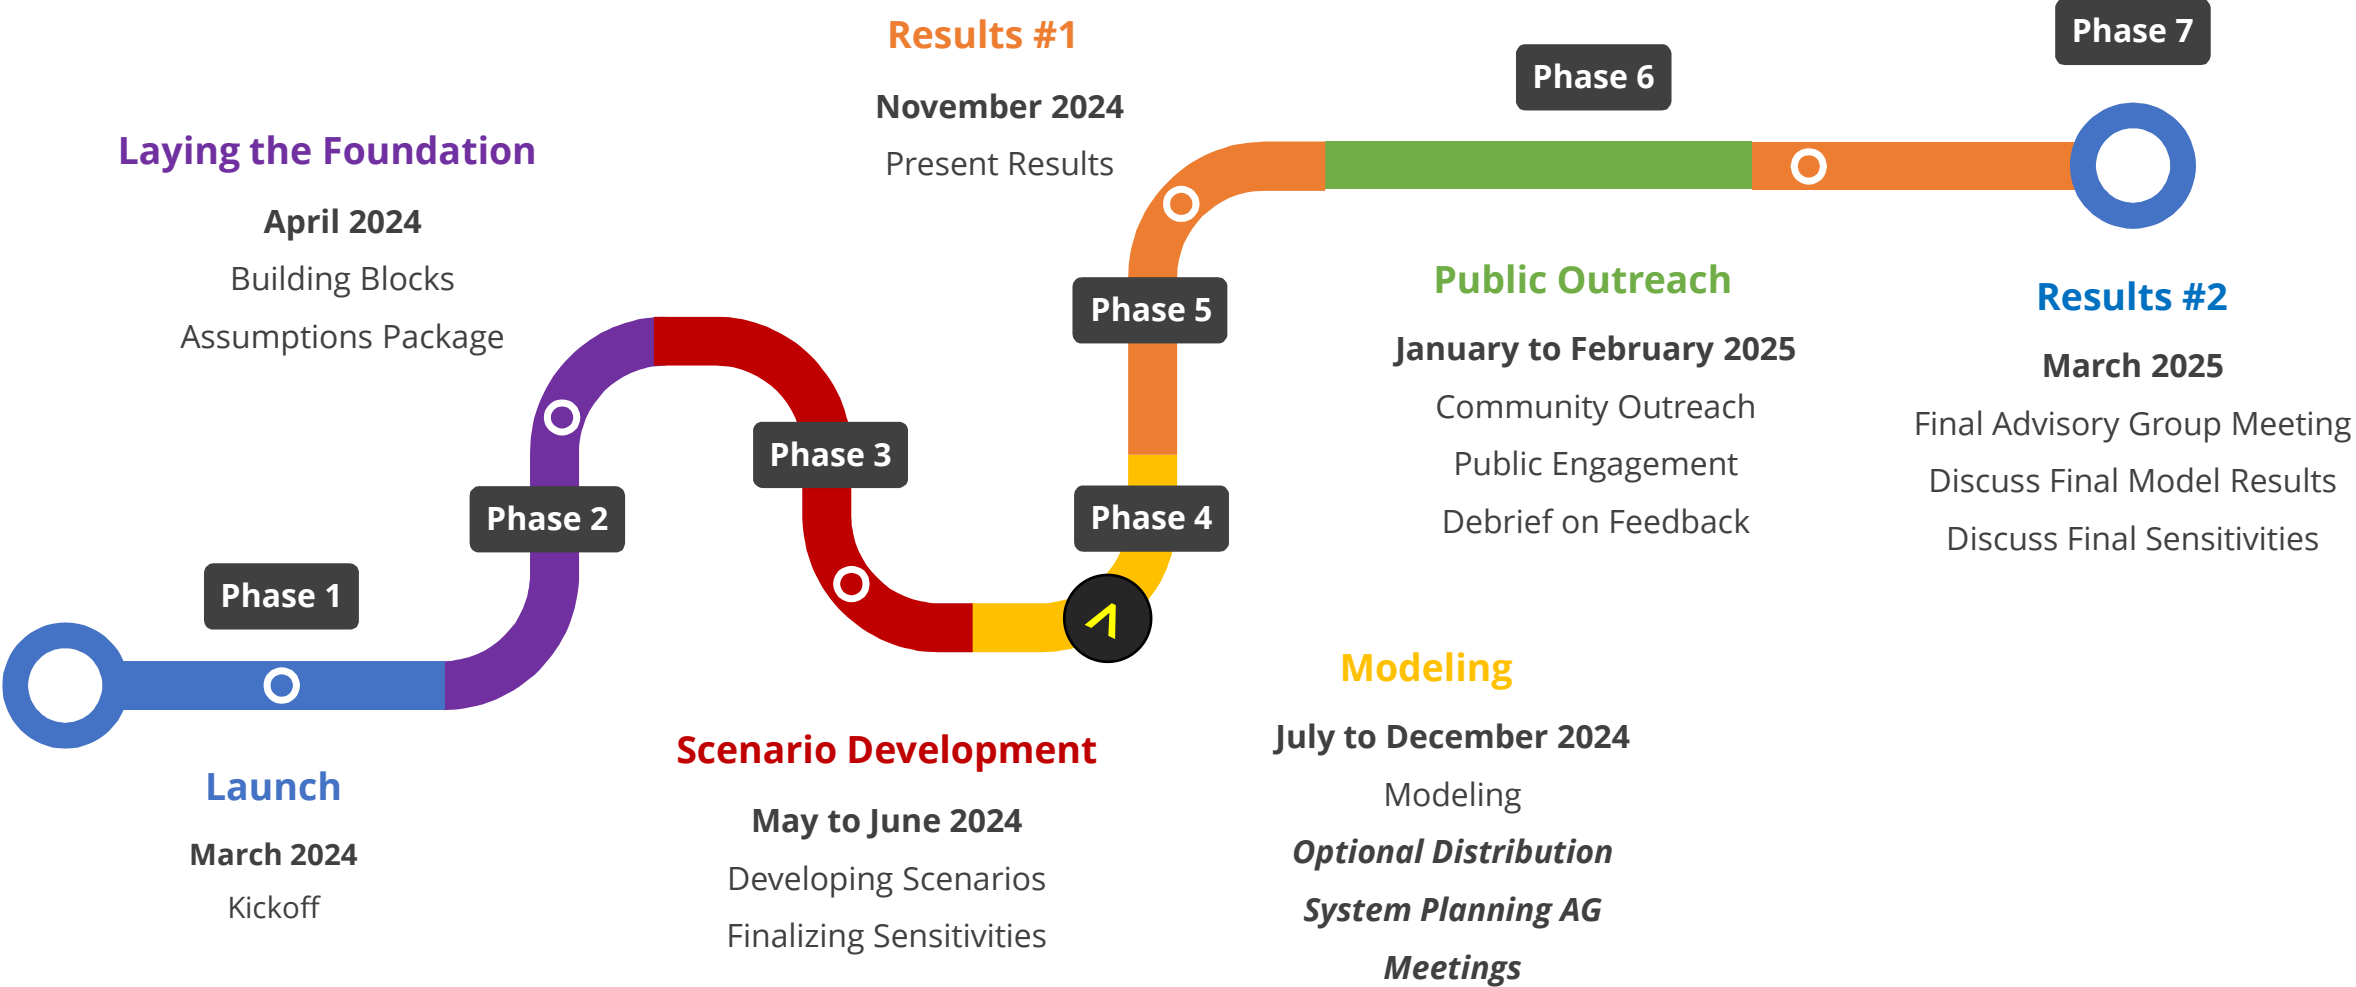 Phase 1
Launch
March 2024
Kickoff
Phase 2
Laying the Foundation
April 2024
Building Blocks
Assumptions Package
Phase 3
Scenario Development
May to June 2024
Developing Scenarios
Finalizing Sensitivities
Phase 4
Modeling
July to December 2024
Modeling
Optional Distribution
System Planning AG
Meetings
Phase 5
Results #1
November 2024
Present Results
Phase 6
Public Outreach
January to February 2025
Community Outreach
Public Engagement
Debrief on Feedback
Phase 7
Results #2
March 2025
Final Advisory Group Meeting
Discuss Final Model Results
Discuss Final Sensitivities